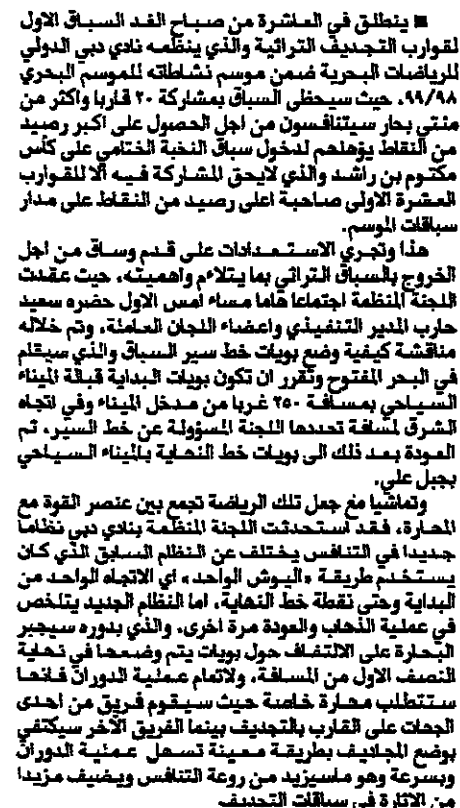 ■ ينطلق في العاشرة من صباح الغد السباق الاول
لقوارب التجديف التراثية والذي ينظمه نادي دبي الدولي
للرياضات البحرية ضمن موسم نشاطاته للموسم البحري
٩٩/٩٨، حيث سيحظى السباق بمشاركة ٢٠ قاربا واكثر من
مئتي بحار سيتنافسون من اجل الحصول على اكبر رصيد
من النقاط يؤهلهم لدخول سباق النخبة الختامي على كأس
مكتوم بن راشد والذي لايحق المشاركة فيه الا للقوارب
العشرة الاولى صاحبة اعلى رصيد من النقاط على مدار
سباقات الموسم.
هذا وتجري الاستعدادات على قدم وساق من اجل
الخروج بالسباق التراثي بما يتلاءم واهميته، حيث عقدت
اللجنة المنظمة اجتماعا هاما مساء امس الاول حضره سعيد
حارب المدير التنفيذي واعضاء اللجان العاملة، وتم خلاله
مناقشة كيفية وضع بويات خط سير السباق والذي سيقام
في البحر المفتوح وتقرر ان تكون بويات البداية قبالة الميناء
السياحي بمسافة ٢٥٠ غربا من مدخل الميناء وفي اتجاه
الشرق لمسافة تحددها اللجنة المسؤولة عن خط السير، ثم
العودة بعد ذلك الى بويات خط النهاية بالميناء السياحي
بجبل علي.
وتماشيا مع جعل تلك الرياضة تجمع بين عنصر القوة مع
المهارة، فقد استحدثت اللجنة المنظمة بنادي دبي نظاما
جديدا في التنافس يختلف عن النظام السابق الذي كان
يستخدم طريقة «البوش الواحد» اي الاتجاه الواحد من
البداية وحتى نقطة خط النهاية، اما النظام الجديد يتلخص
في عملية الذهاب والعودة مرة اخرى، والذي بدوره سيجبر
البحارة على الالتفاف حول بويات يتم وضعها في نهاية
النصف الاول من المسافة، ولاتمام عملية الدوران فانها
ستتطلب مهارة خاصة حيث سيقوم فريق من احدى
الجهات على القارب بالتجديف بينما الفريق الآخر سيكتفي
بوضع المجاديف بطريقة معينة تسهل عملية الدوران
وبسرعة وهو ماسيزيد من روعة التنافس ويضيف مزيدا
من الاثارة في سباقات التجديف.